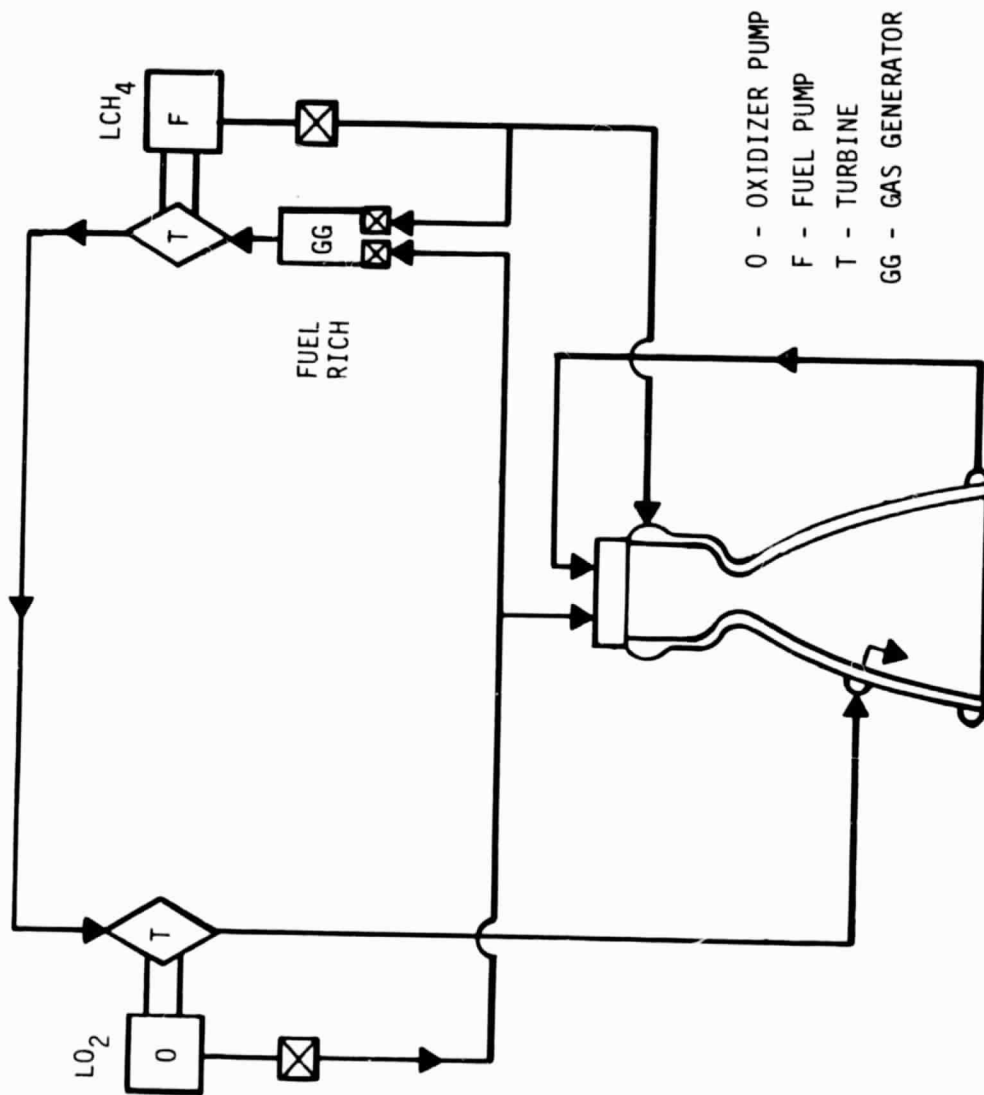 LO2
O
T
LCH4
F
T
GG
FUEL
RICH
O - OXIDIZER PUMP
F - FUEL PUMP
T - TURBINE
GG - GAS GENERATOR